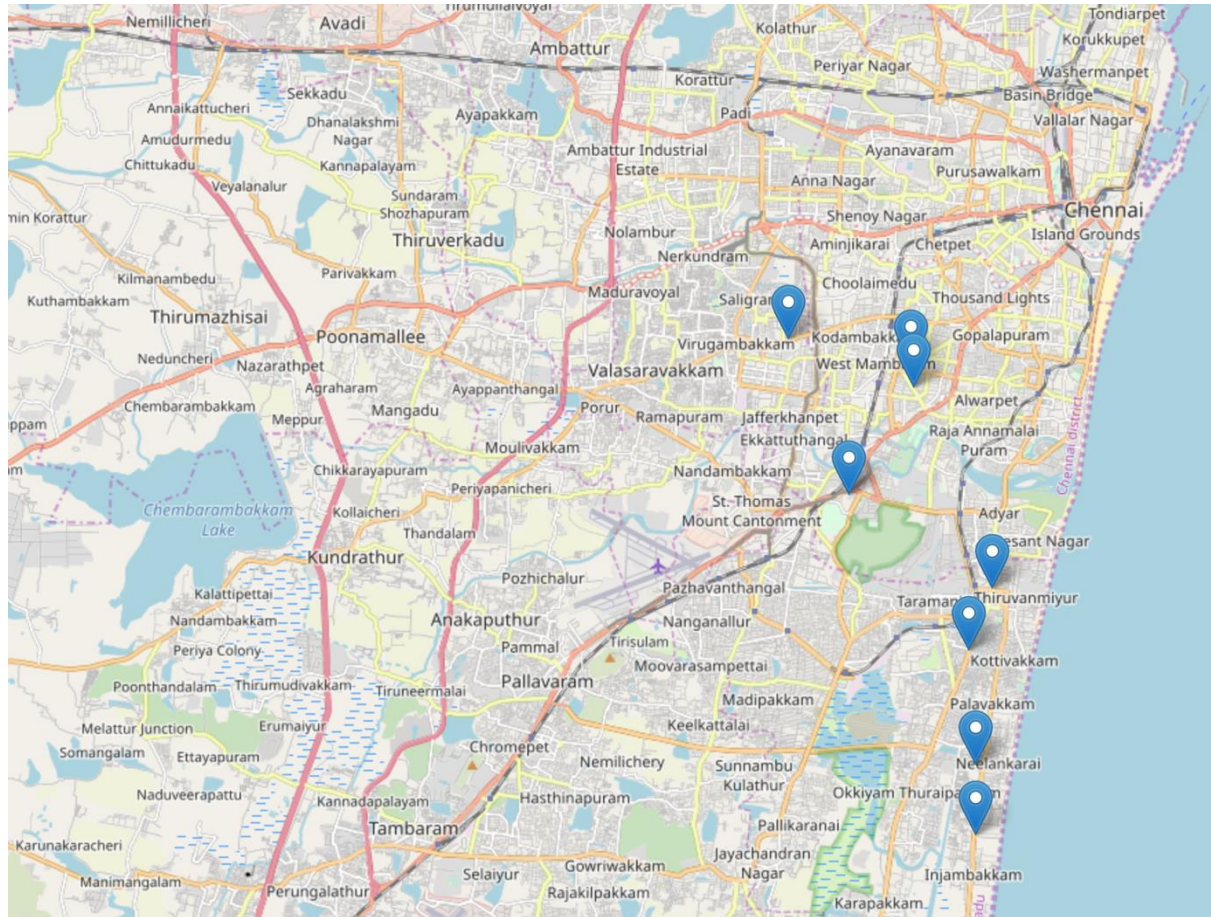 Nemillicheri
Avadi
Kolathur
Tondiarpet
Korukkupet
Ambattur
Periyar Nagar
Korattur
Washermanpet
Sekkadu
Basin Bridge
Annaikattucheri
Ayapakkam
Padi
Vallalar Nagar
Dhanalakshmi
Nagar
Amudurmedu
Ambattur Industrial
Estate
Ayanavaram
Chittukadu
Kannapalayam
Purusawalkam
Veyalanalur
Anna Nagar
Sundaram
Shozhapuram
Chennai
min Korattur
Shenoy Nagar
Nolambur
Island Grounds
Thiruverkadu
Aminjikarai
Chetpet
Nerkundram
Parivakkam
Kilmanambedu
Choolaimedu
Maduravoyal
Kuthambakkam
Thousand Lights
Thirumazhisai
Poonamallee
Gopalapuram
Virugambakkam
Neduncheri
Nazarathpet
Valasaravakkam
Agraharam
Ayappanthangal
Chembarambakkam
Mangadu
Porur
Alwarpet
Meppur
Ramapuram
Jafferkhanpet
Raja Annamalai
Puram
Ekkattuthangal
Moulivakkam
Chikkarayapuram
Nandambakkam
Chennai district
Periyapanicheri
St. Thomas
Mount Cantonment
Chembarambakkam
Lake
Kollaicheri
Adyar
Thandalam
Kundrathur
Pozhichalur
Kalattipettai
Pazhavanthangal
Thiruvanmiyur
Nandambakkam
Anakaputhur
Nanganallur
Periya Colony
Pammal
Tirisulam
Moovarasampettai
Kottivakkam
Poonthandalam
Thirumudivakkam
Tiruneermalai
Pallavaram
Madipakkam
Palavakkam
Melattur Junction
Erumaiyur
Keelkattalai
Somangalam
Chromepet
Ettayapuram
Nemilichery
Sunnambu
Kulathur
Neelankarai
Naduveerapattu
Kannadapalayam
Hasthinapuram
Okkiyam
Tambaram
Pallikaranai
Karunakaracheri
Jayachandran
Nagar
Gowriwakkam
Selaiyur
Injambakkam
Manimangalam
Perungalathur
Rajakilpakkam
Karapakkam